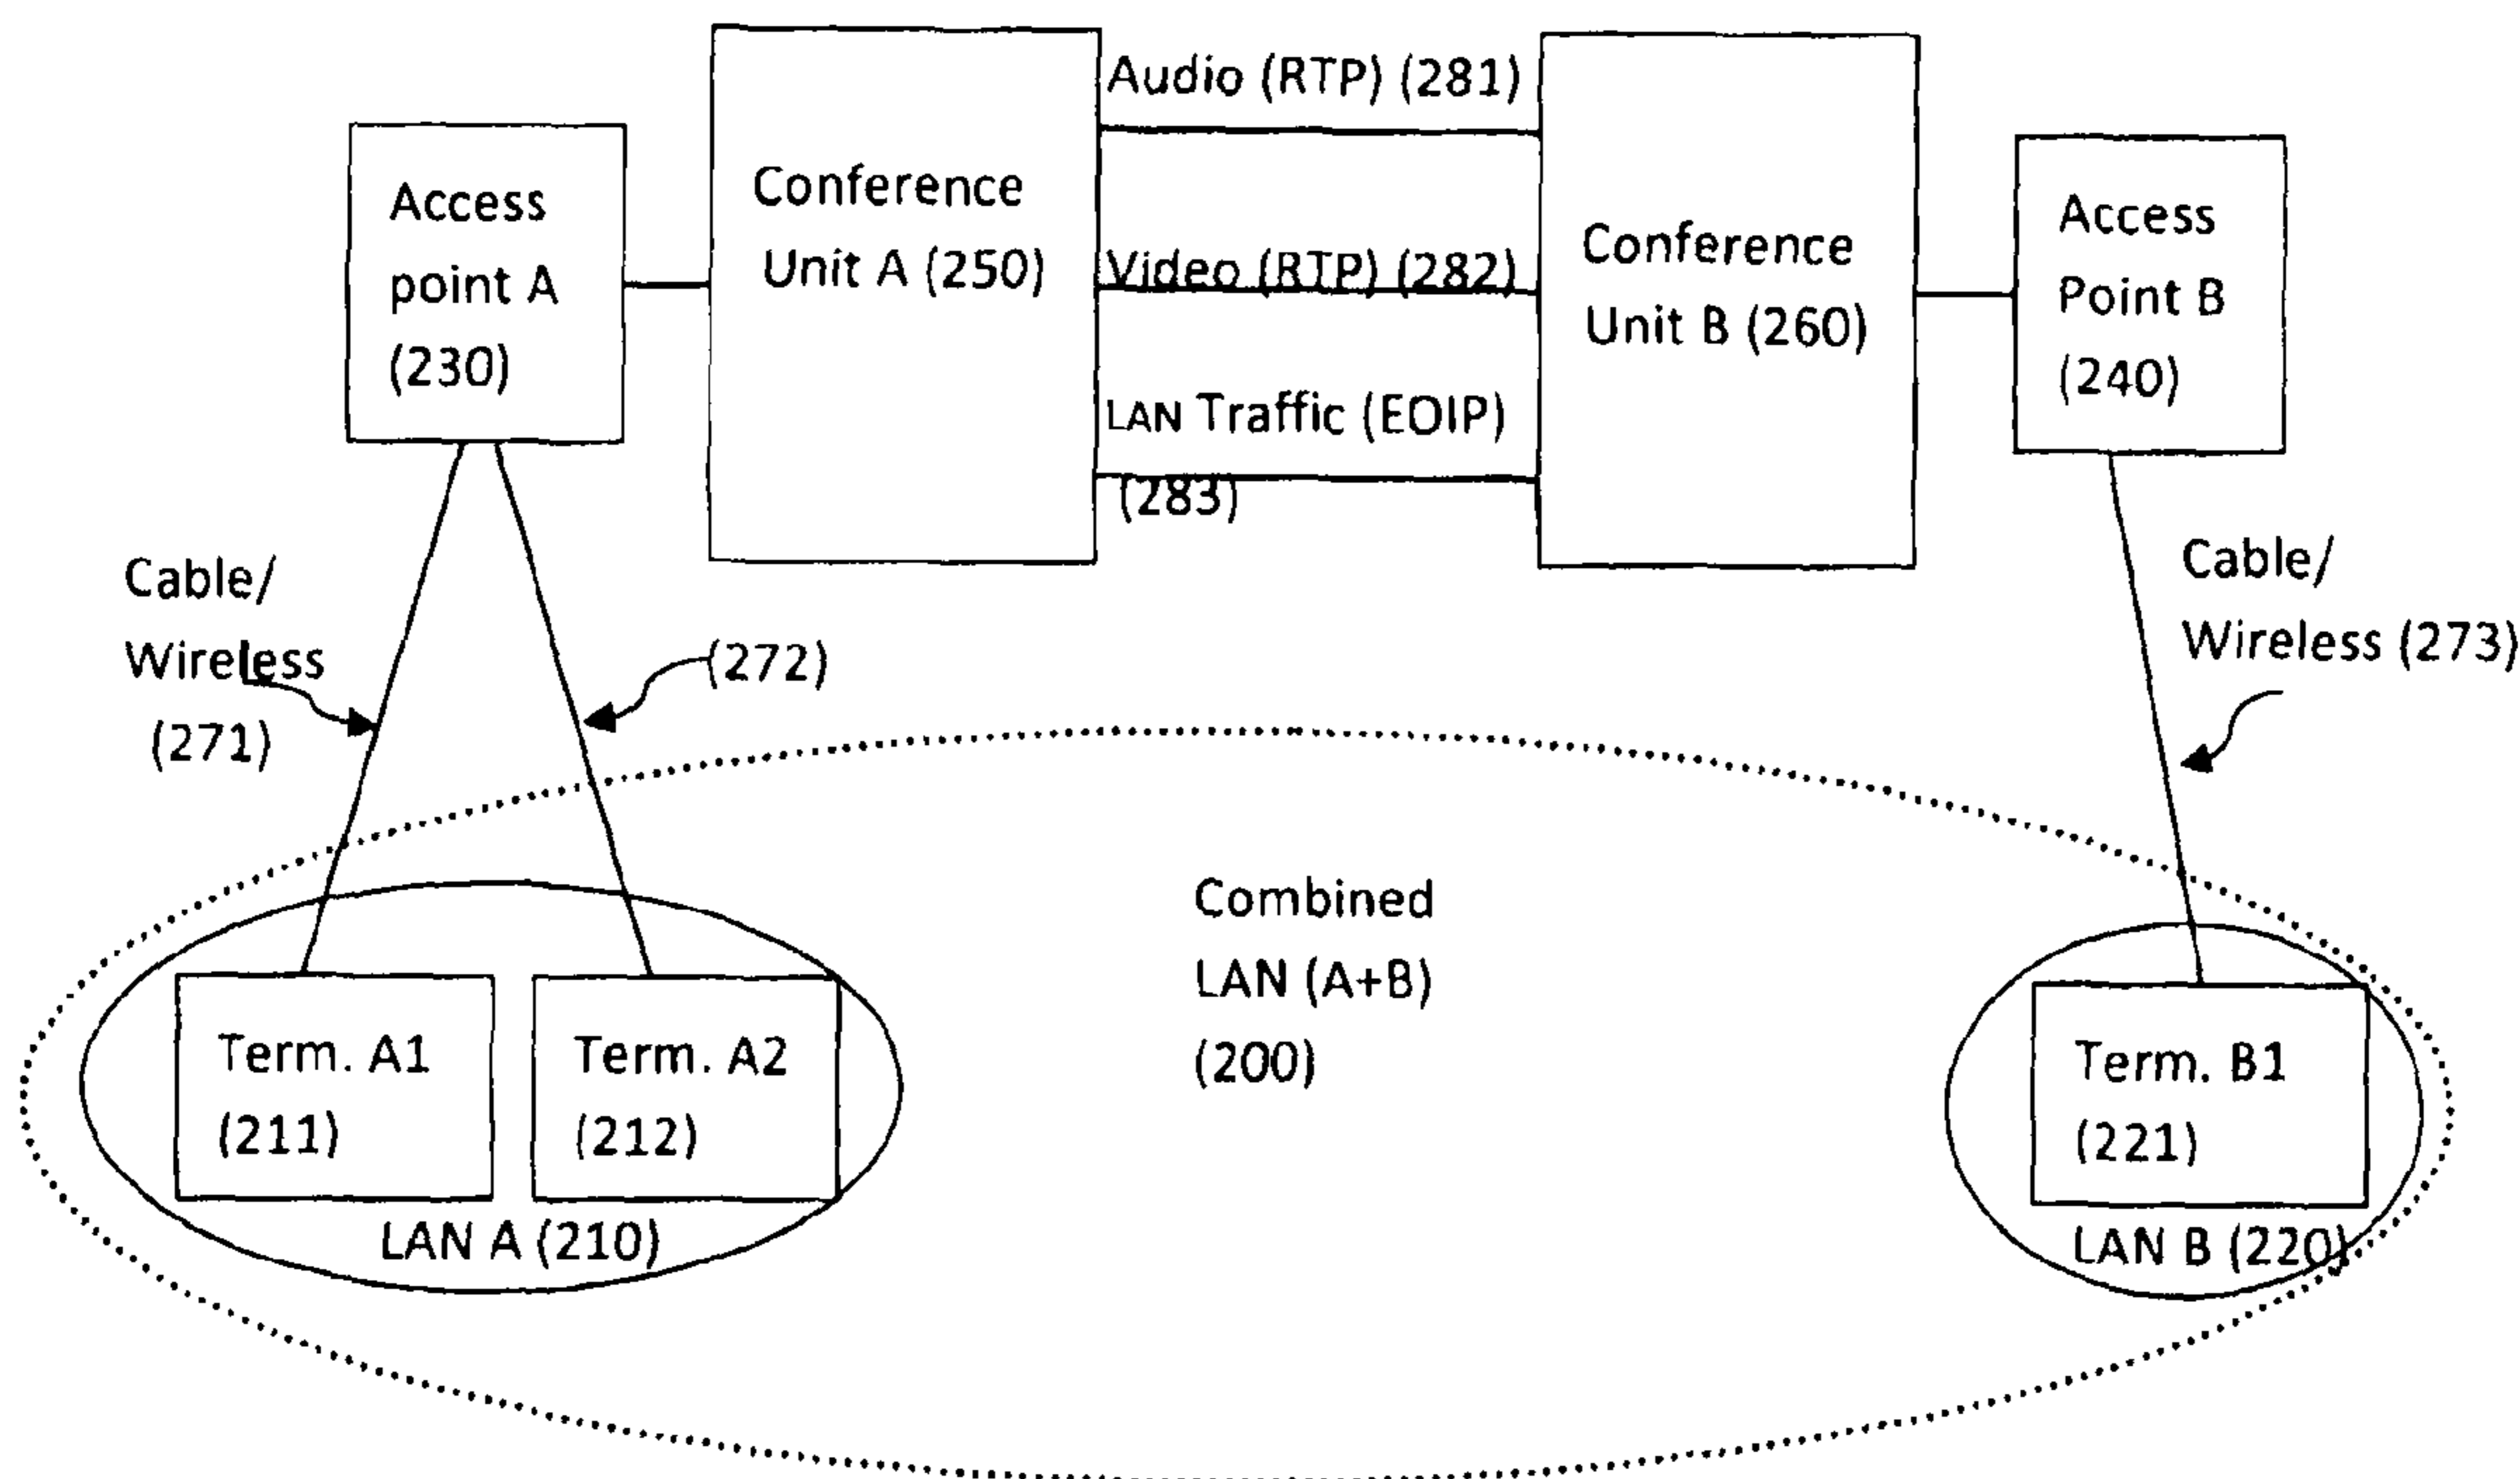 Audio (RTP) (281)
Access
point A
(230)
Conference
Unit A (250)
Video (RTP) (282)
LAN Traffic (EOIP)
(283)
Conference
Unit B (260)
Access
Point B
(240)
Cable/
Wireless
(271)
(272)
Cable/
Wireless (273)
Combined
LAN (A+B)
(200)
Term. A1
(211)
Term. A2
(212)
LAN A (210)
Term. B1
(221)
LAN B (220)